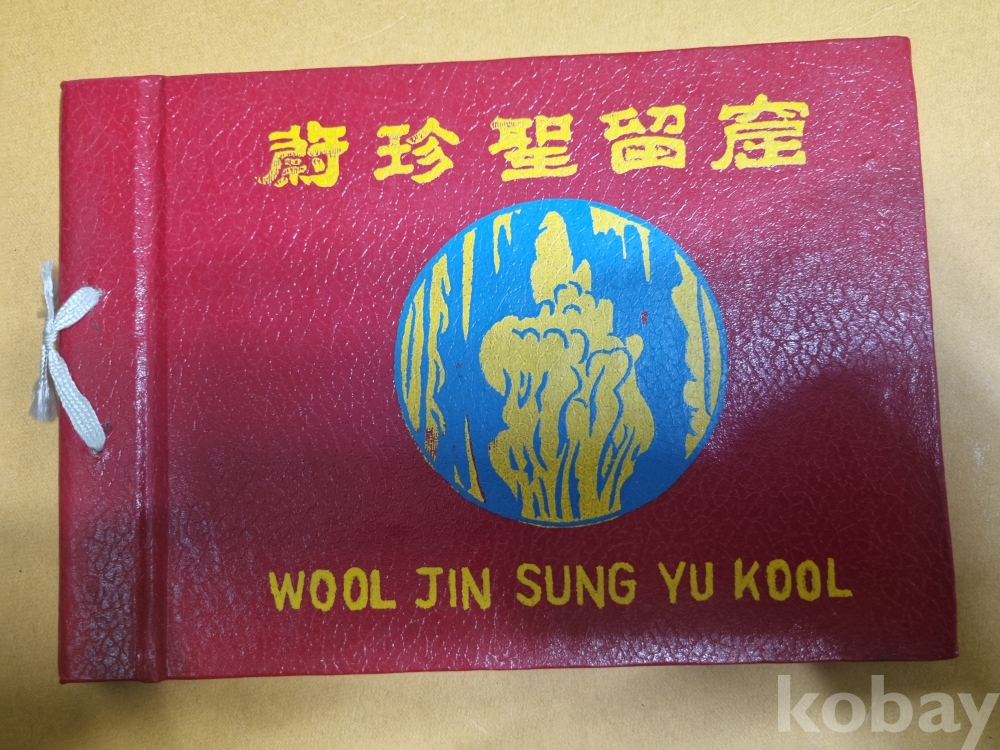 蔚珍聖留窟
WOOL JIN SUNG YU KOOL
kobay